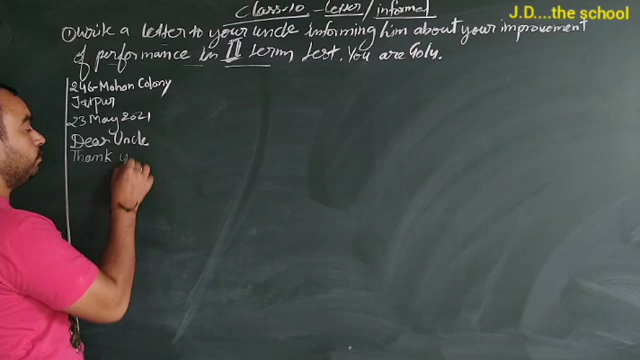 J.D....the school
Class-10 - letter / informal
① Write a letter to your uncle informing him about your improvement
of performance in II term test. You are Golu.
24G-Mohan Colony
Jaipur
23 May 2021
Dear Uncle
Thank